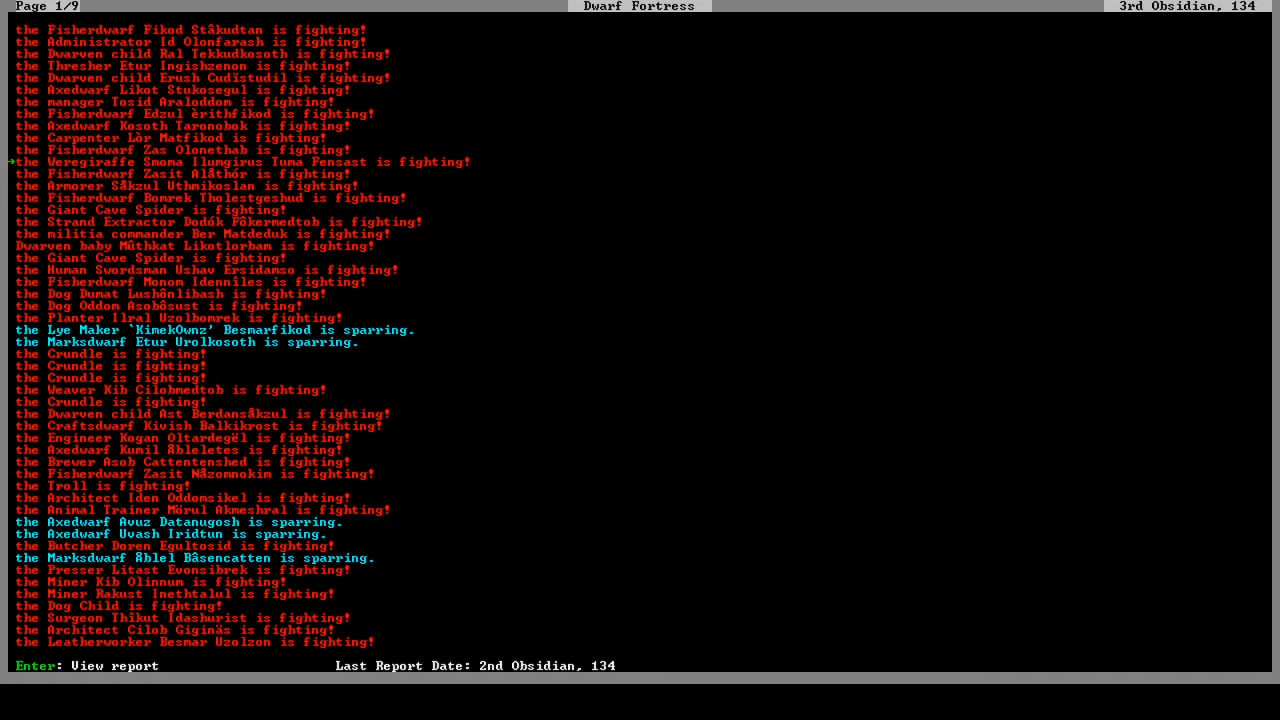 Page 1/9 Dwarf Fortress 3rd Obsidian, 134
the Fisherdwarf Fikod Stâkudtan is fighting!
the Administrator Id Olonfarash is fighting!
the Dwarven child Ral Tekkudkosoth is fighting!
the Thresher Etur Ingishzenon is fighting!
the Dwarven child Erush Cudïstudil is fighting!
the Axedwarf Likot Stukosegul is fighting!
the manager Tosid Araloddom is fighting!
the Fisherdwarf Edzul èrithfikod is fighting!
the Axedwarf Kosoth Taronobok is fighting!
the Carpenter Lòr Matfikod is fighting!
the Fisherdwarf Zas Olonethab is fighting!
→the Weregiraffe Smoma Ilumgirus Tuma Pensast is fighting!
the Fisherdwarf Zasit Alåthór is fighting!
the Armorer Såkzul Uthmikoslan is fighting!
the Fisherdwarf Bomrek Tholestgeshud is fighting!
the Giant Cave Spider is fighting!
the Strand Extractor Dodók Fôkermedtob is fighting!
the militia commander Ber Matdeduk is fighting!
Dwarven baby Mûthkat Likotlorbam is fighting!
the Giant Cave Spider is fighting!
the Human Swordsman Ushav Ersidamso is fighting!
the Fisherdwarf Monom Idennîles is fighting!
the Dog Dumat Lushônlibash is fighting!
the Dog Oddom Asobôsust is fighting!
the Planter Ilral Uzolbomrek is fighting!
the Lye Maker `KimekOwnz' Besmarfikod is sparring.
the Marksdwarf Etur Urolkosoth is sparring.
the Crundle is fighting!
the Crundle is fighting!
the Crundle is fighting!
the Weaver Kib Cilobmedtob is fighting!
the Crundle is fighting!
the Dwarven child Ast Berdansåkzul is fighting!
the Craftsdwarf Kivish Balkikrost is fighting!
the Engineer Kogan Oltardegël is fighting!
the Axedwarf Kumil Åbleletes is fighting!
the Brewer Asob Cattentenshed is fighting!
the Fisherdwarf Zasit Nåzomnokim is fighting!
the Troll is fighting!
the Architect Iden Oddomsikel is fighting!
the Animal Trainer Mörul Akmeshral is fighting!
the Axedwarf Avuz Datanugosh is sparring.
the Axedwarf Uvash Iridtun is sparring.
the Butcher Doren Egultosid is fighting!
the Marksdwarf Åblel Bâsencatten is sparring.
the Presser Litast Evonsibrek is fighting!
the Miner Kib Olinnum is fighting!
the Miner Rakust Inethtalul is fighting!
the Dog Child is fighting!
the Surgeon Thîkut Idashurist is fighting!
the Architect Cilob Giginäs is fighting!
the Leatherworker Besmar Uzolzon is fighting!
Enter: View report Last Report Date: 2nd Obsidian, 134